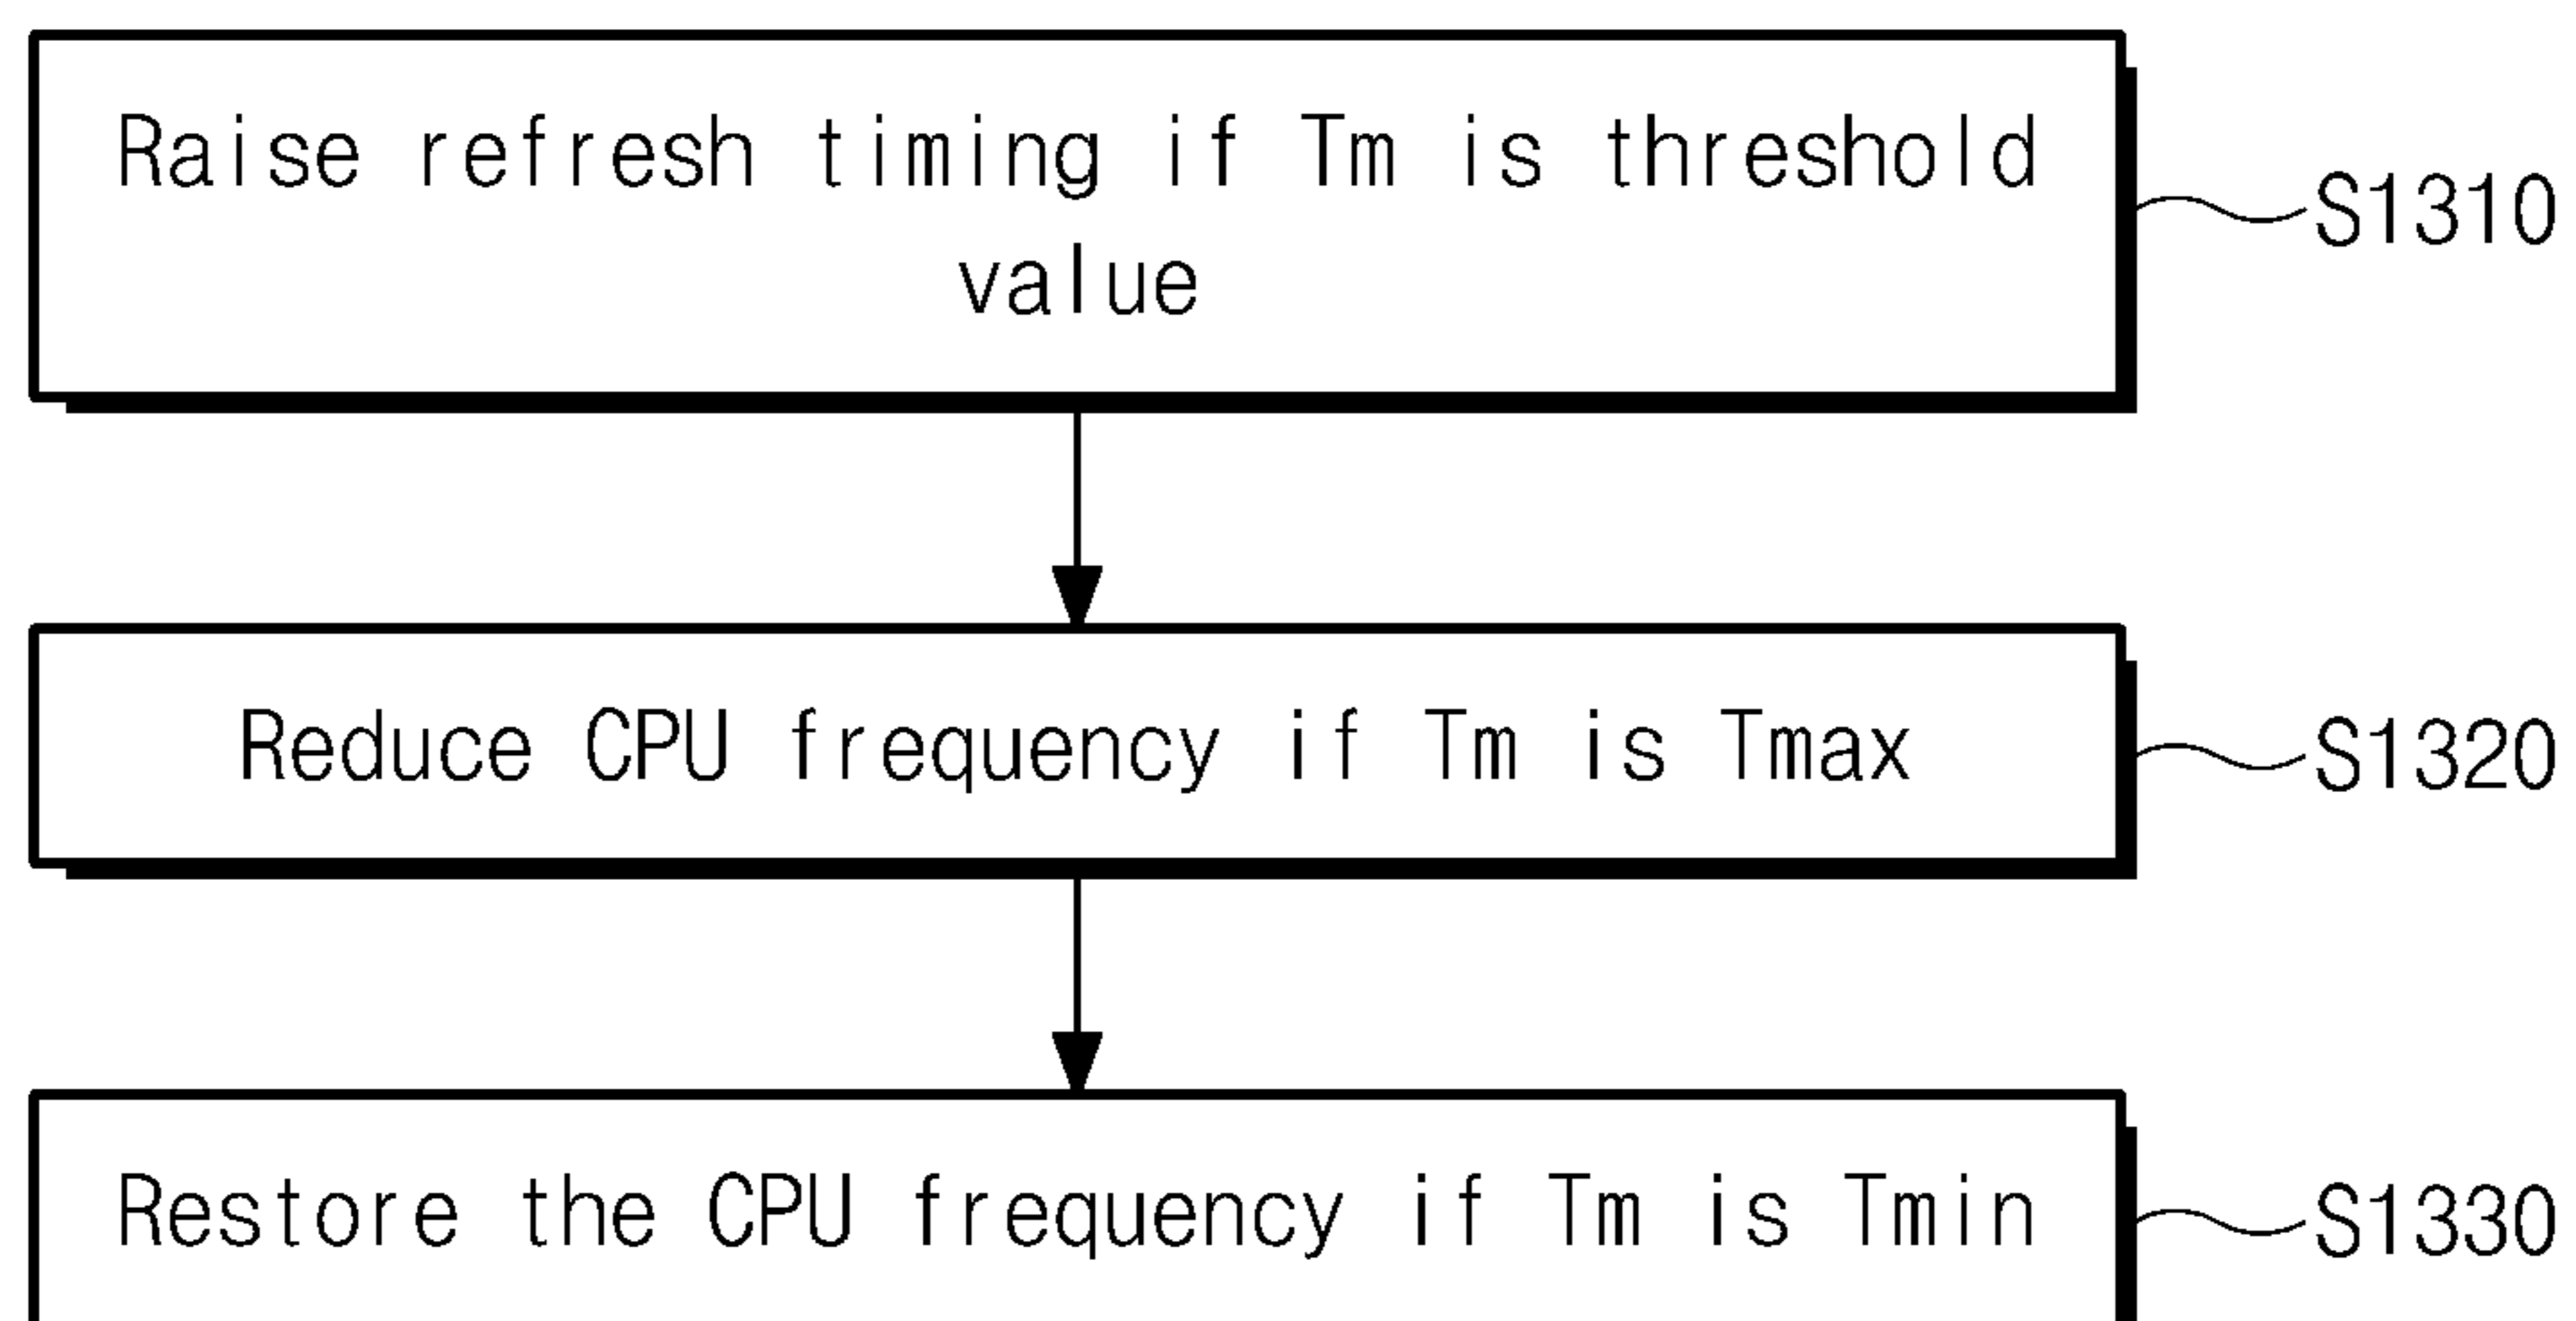 Raise refresh timing if Tm is threshold
value
S1310
Reduce CPU frequency if Tm is Tmax
S1320
Restore the CPU frequency if Tm is Tmin
S1330